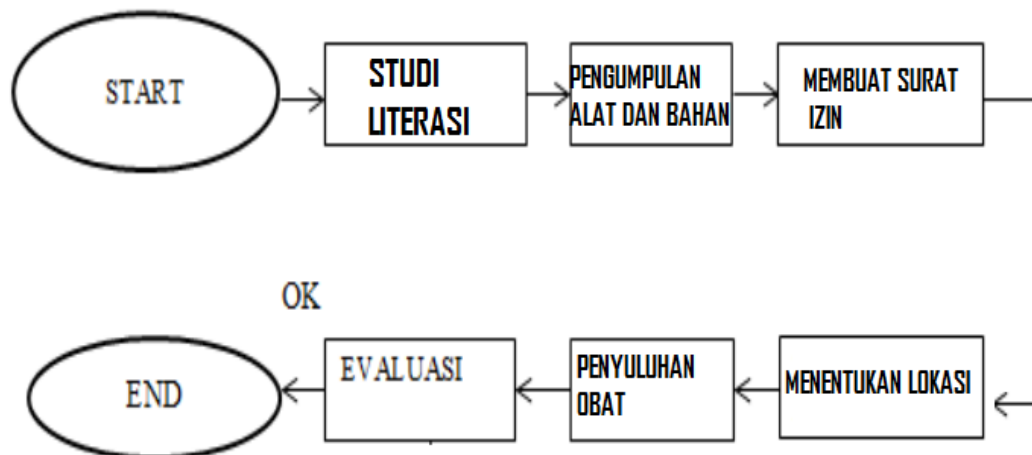 START
STUDI
LITERASI
PENGUMPULAN
ALAT DAN BAHAN
MEMBUAT SURAT
IZIN
OK
END
EVALUASI
PENYULUHAN
OBAT
MENENTUKAN LOKASI